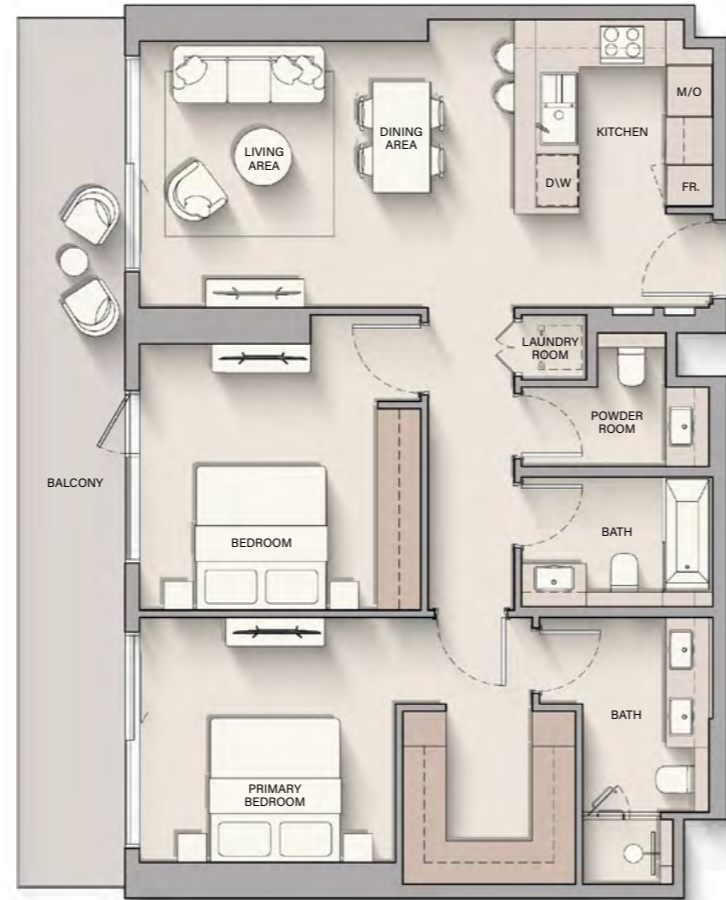 M/O
KITCHEN
DINING
AREA
LIVING
AREA
D\W
FR.
LAUNDRY
ROOM
POWDER
ROOM
BALCONY
BATH
BEDROOM
BATH
PRIMARY
BEDROOM